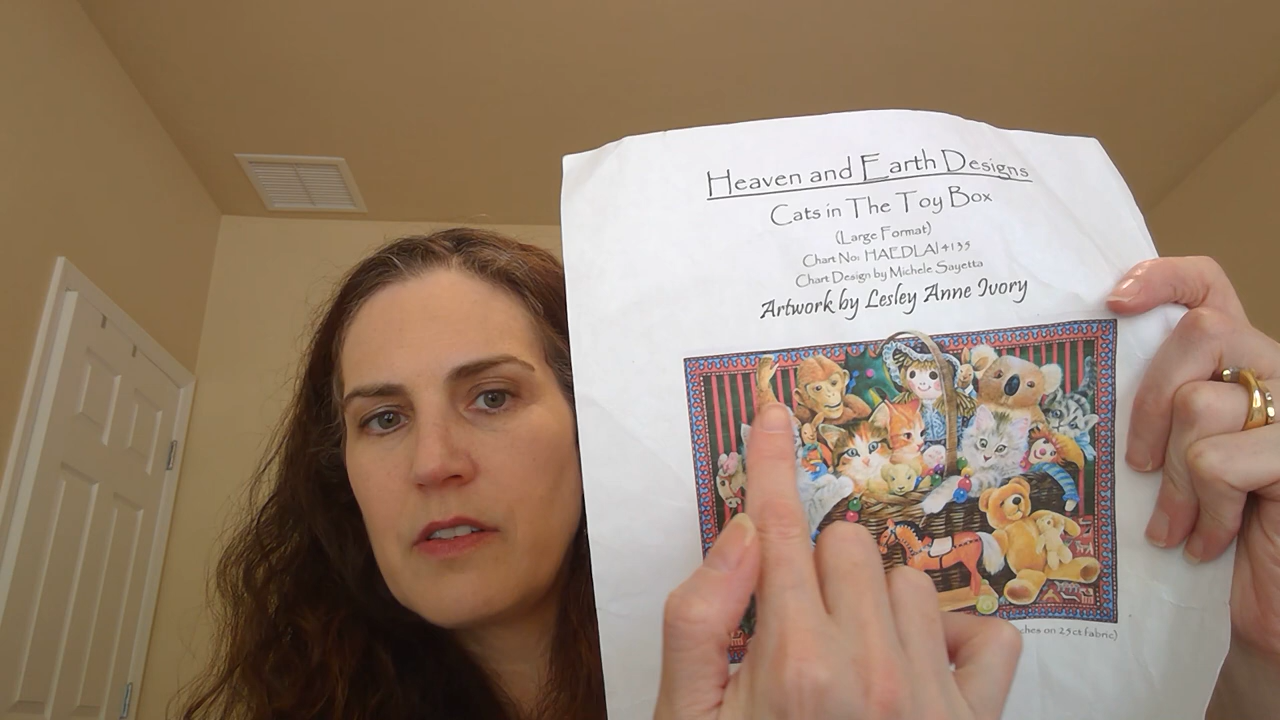 Heaven and Earth Designs
Cats in The Toy Box
(Large Format)
Chart No: HAEDLAI 4135
Chart Design by Michele Sayetta
Artwork by Lesley Anne Ivory
on 25ct fabric)